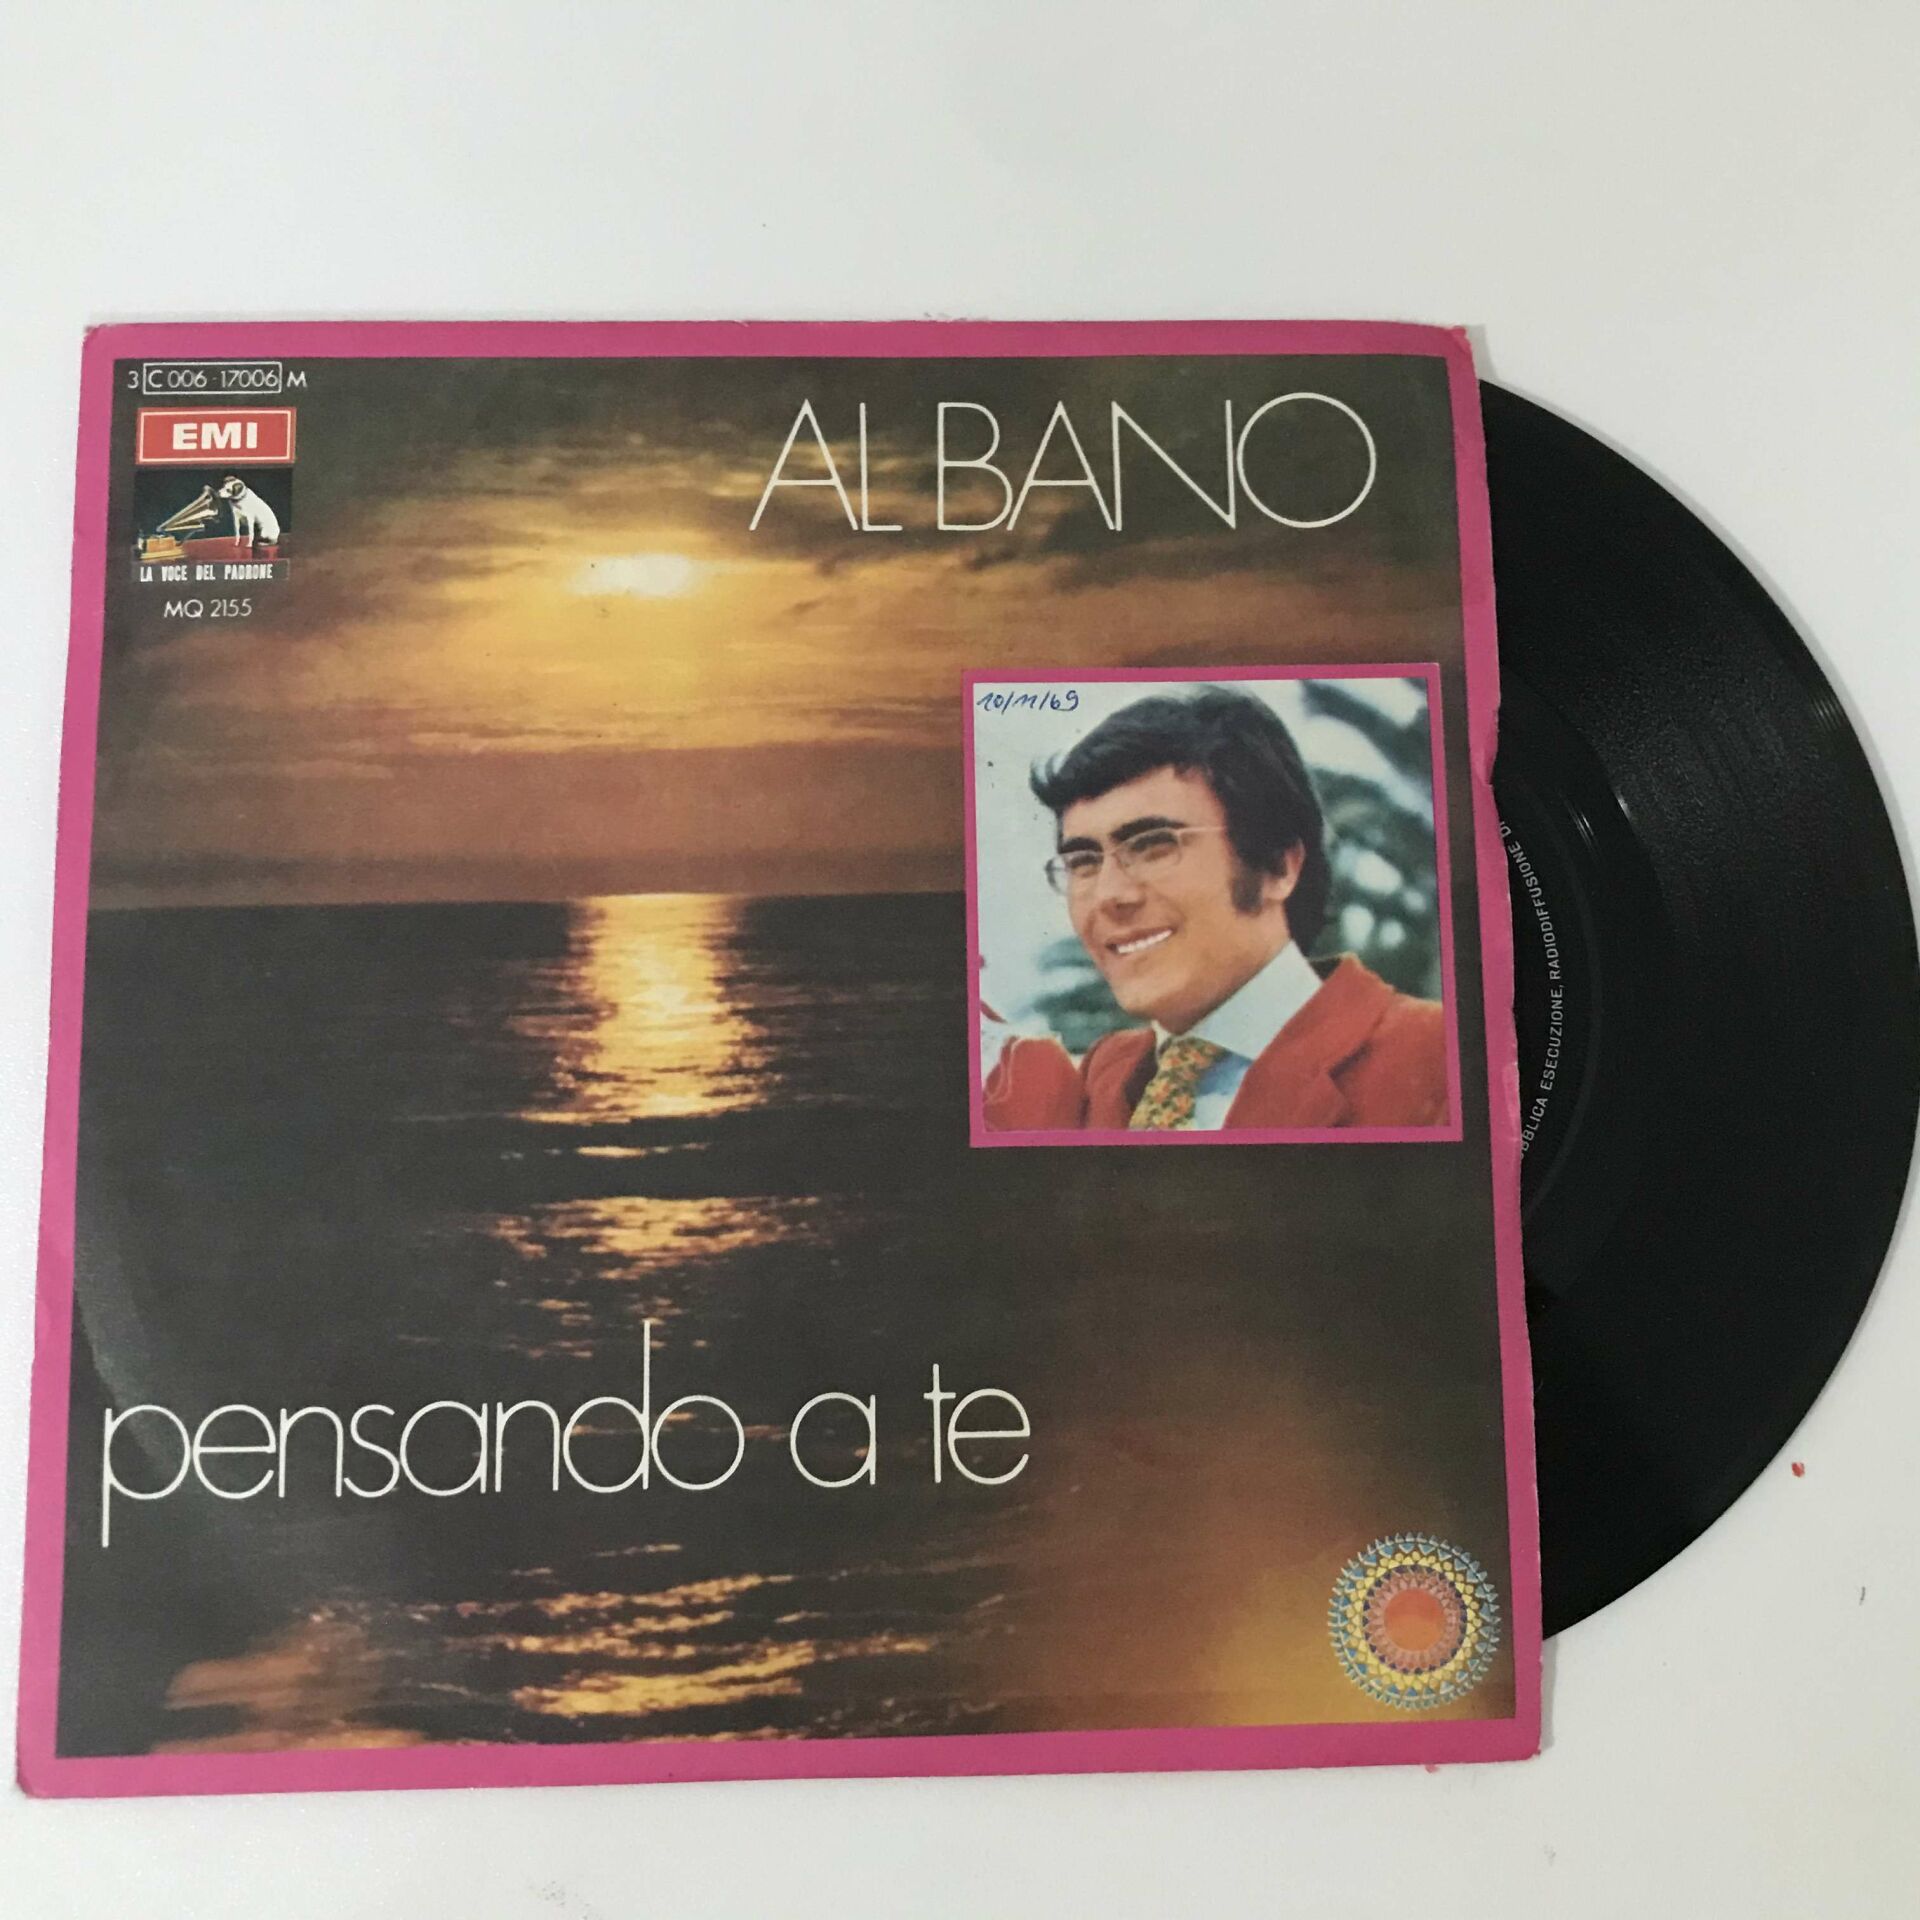 3 C 006-17006 M
EMI
LA VOCE DEL PADRONE
MQ 2155
AL BANO
10/11/69
pensando a te
ESECUZIONE, RADIODIFFUSIONE